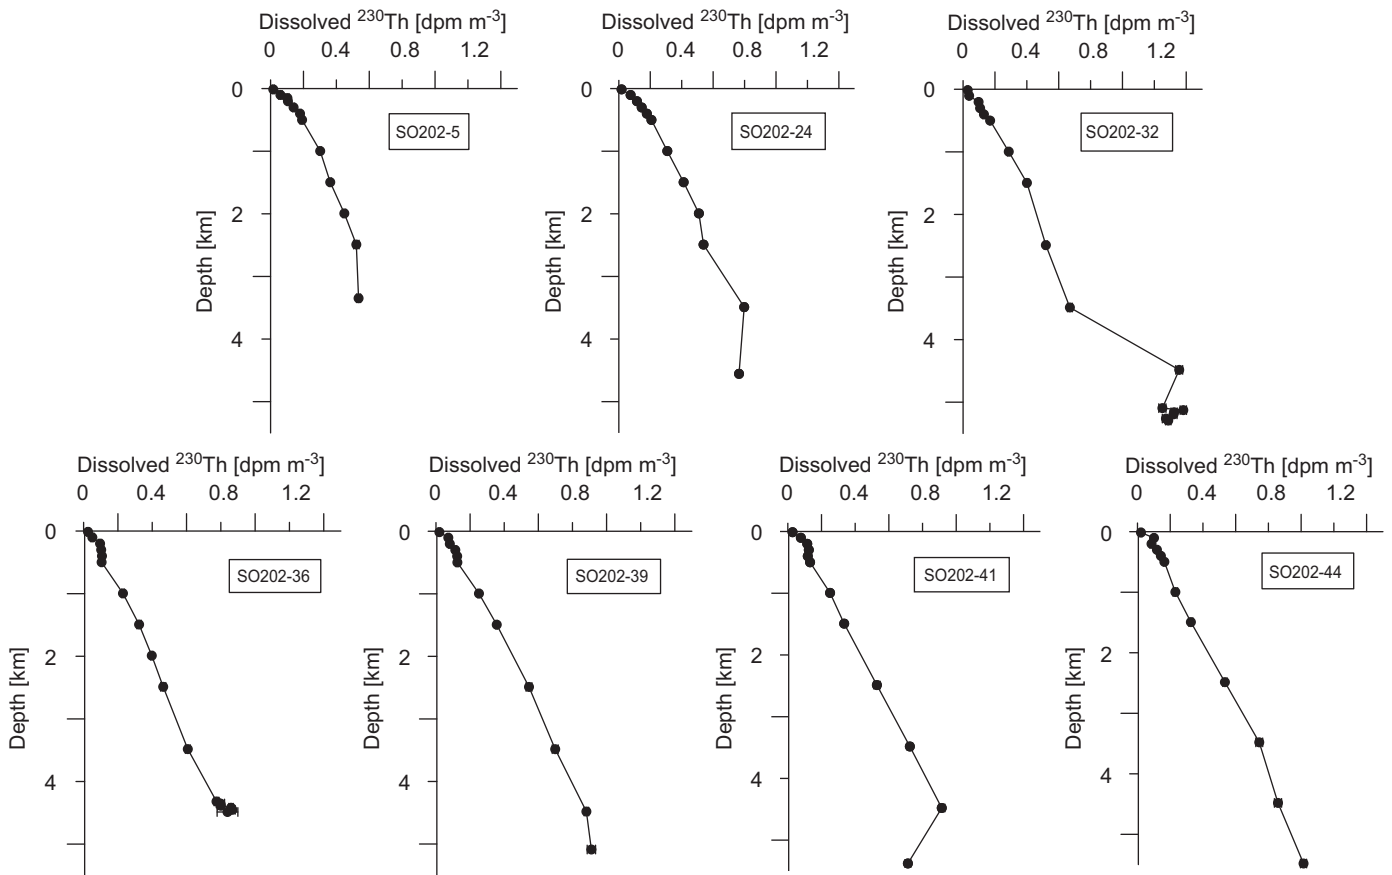 Dissolved ²³⁰Th [dpm m⁻³]
0 0.4 0.8 1.2
0
2
4
Depth [km]
SO202-5
Dissolved ²³⁰Th [dpm m⁻³]
0 0.4 0.8 1.2
0
2
4
Depth [km]
SO202-24
Dissolved ²³⁰Th [dpm m⁻³]
0 0.4 0.8 1.2
0
2
4
Depth [km]
SO202-32
Dissolved ²³⁰Th [dpm m⁻³]
0 0.4 0.8 1.2
0
2
4
Depth [km]
SO202-36
Dissolved ²³⁰Th [dpm m⁻³]
0 0.4 0.8 1.2
0
2
4
Depth [km]
SO202-39
Dissolved ²³⁰Th [dpm m⁻³]
0 0.4 0.8 1.2
0
2
4
Depth [km]
SO202-41
Dissolved ²³⁰Th [dpm m⁻³]
0 0.4 0.8 1.2
0
2
4
Depth [km]
SO202-44